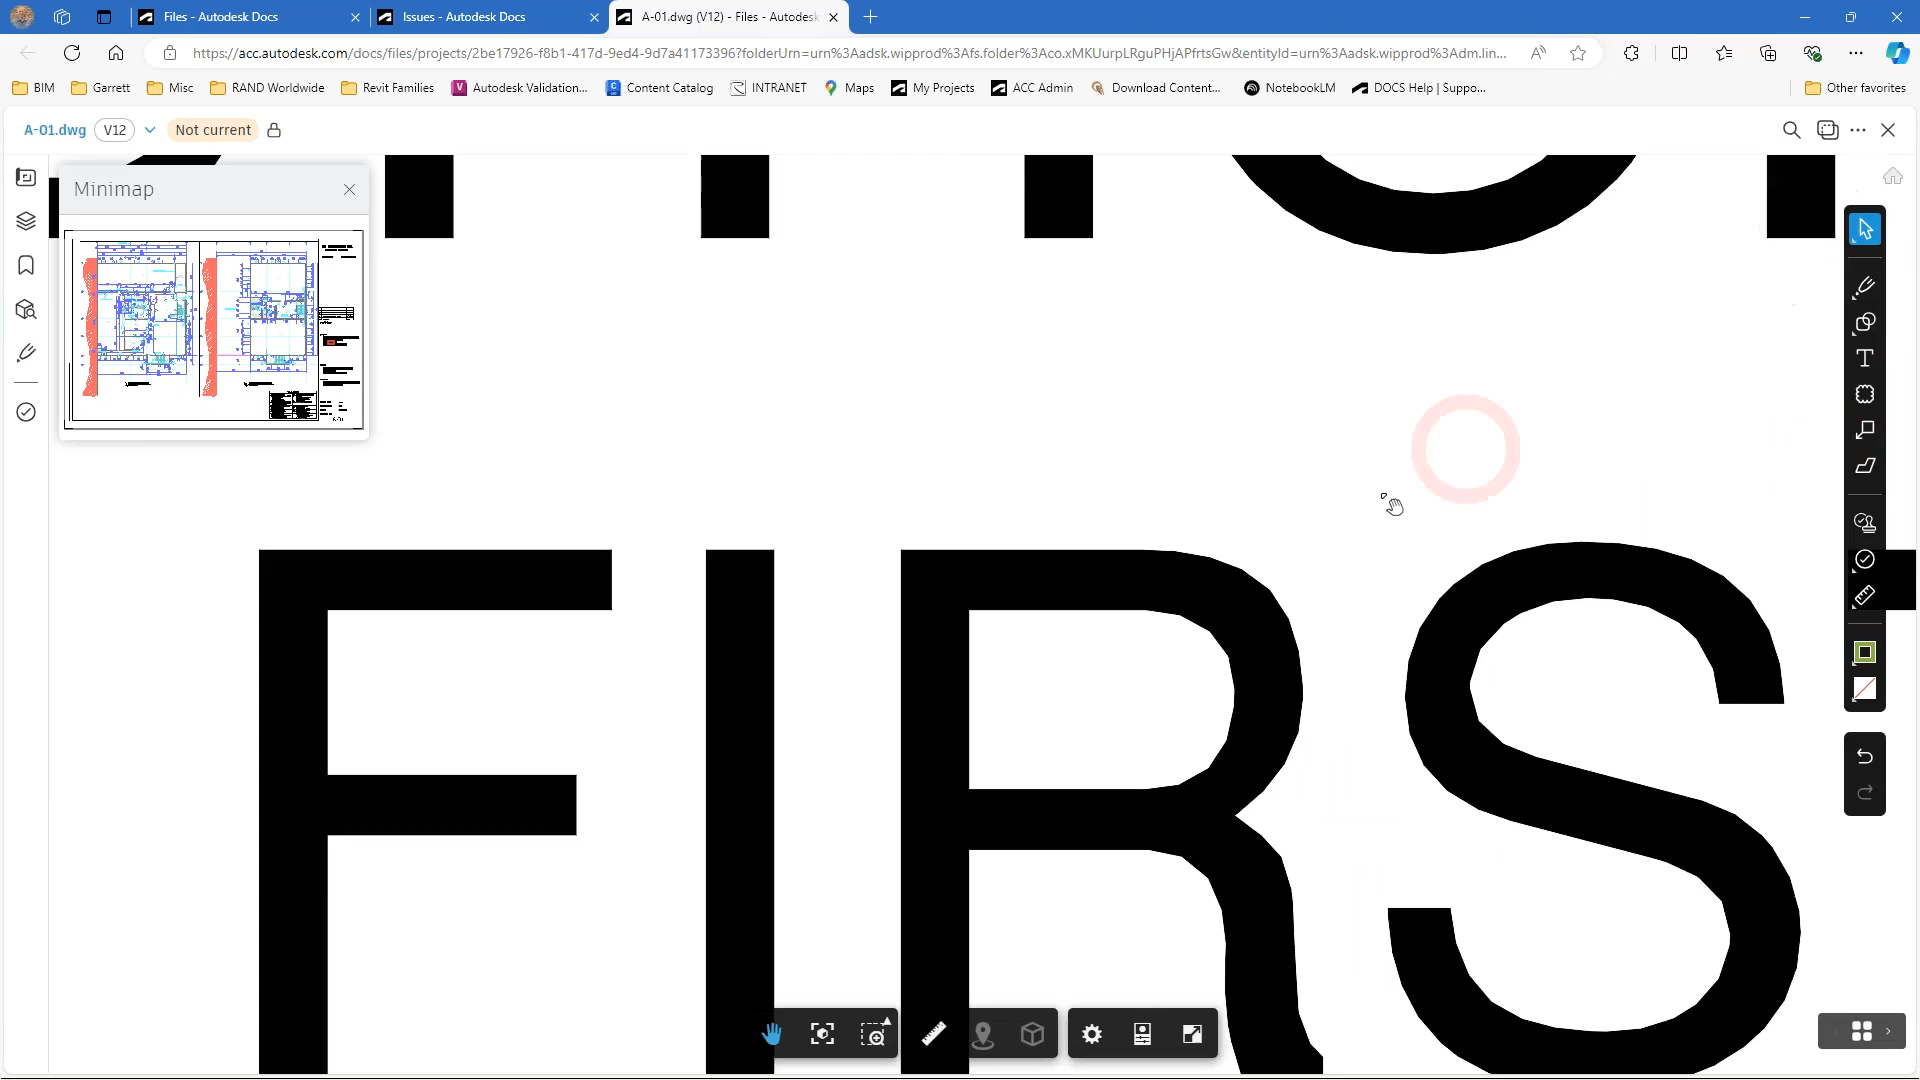 Files - Autodesk Docs
Issues - Autodesk Docs
A-01.dwg (V12) - Files - Autodesk
https://acc.autodesk.com/docs/files/projects/2be17926-f8b1-417d-9ed4-9d7a41173396?folderUrn=urn%3Aadsk.wipprod%3Afs.folder%3Aco.xMKUurpLRguPHjAPfrtsGw&entityId=urn%3Aadsk.wipprod%3Adm.lin...
BIM
Garrett
Misc
RAND Worldwide
Revit Families
Autodesk Validation...
Content Catalog
INTRANET
Maps
My Projects
ACC Admin
Download Content...
NotebookLM
DOCS Help | Suppo...
Other favorites
A-01.dwg V12 Not current
Minimap
FIRS